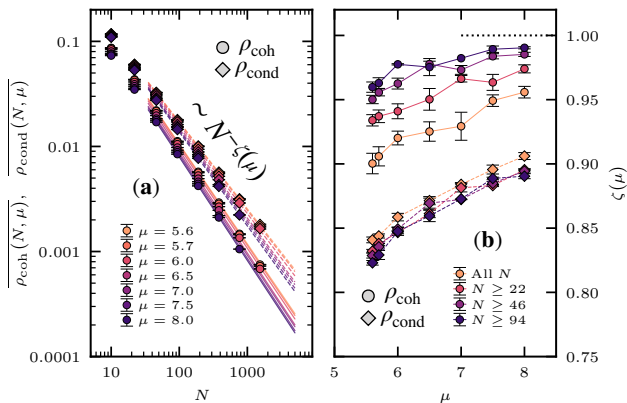 0.1
0.01
0.001
0.0001
ρcoh(N, μ), ρcond(N, μ)
ρcoh
ρcond
~ N−ζ(μ)
(a)
μ = 5.6
μ = 5.7
μ = 6.0
μ = 6.5
μ = 7.0
μ = 7.5
μ = 8.0
10 100 1000
N
1.00
0.95
0.90
0.85
0.80
0.75
ζ(μ)
(b)
ρcoh
ρcond
All N
N ≥ 22
N ≥ 46
N ≥ 94
5 6 7 8
μ